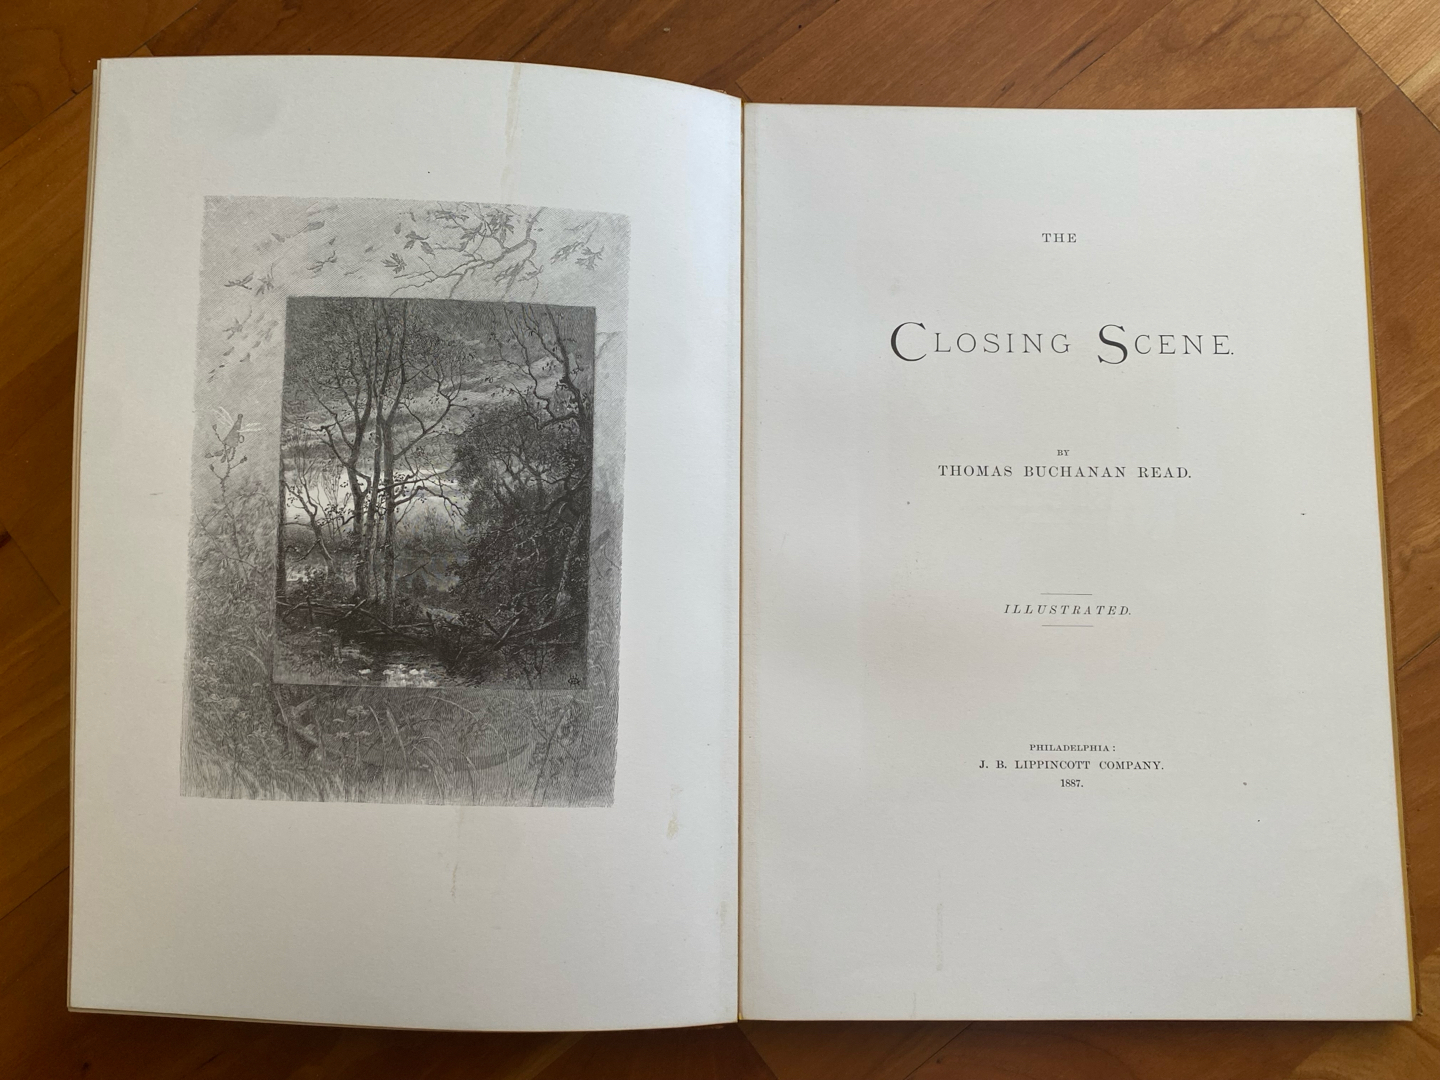 THE
CLOSING SCENE.
BY
THOMAS BUCHANAN READ.
ILLUSTRATED.
PHILADELPHIA:
J. B. LIPPINCOTT COMPANY.
1887.